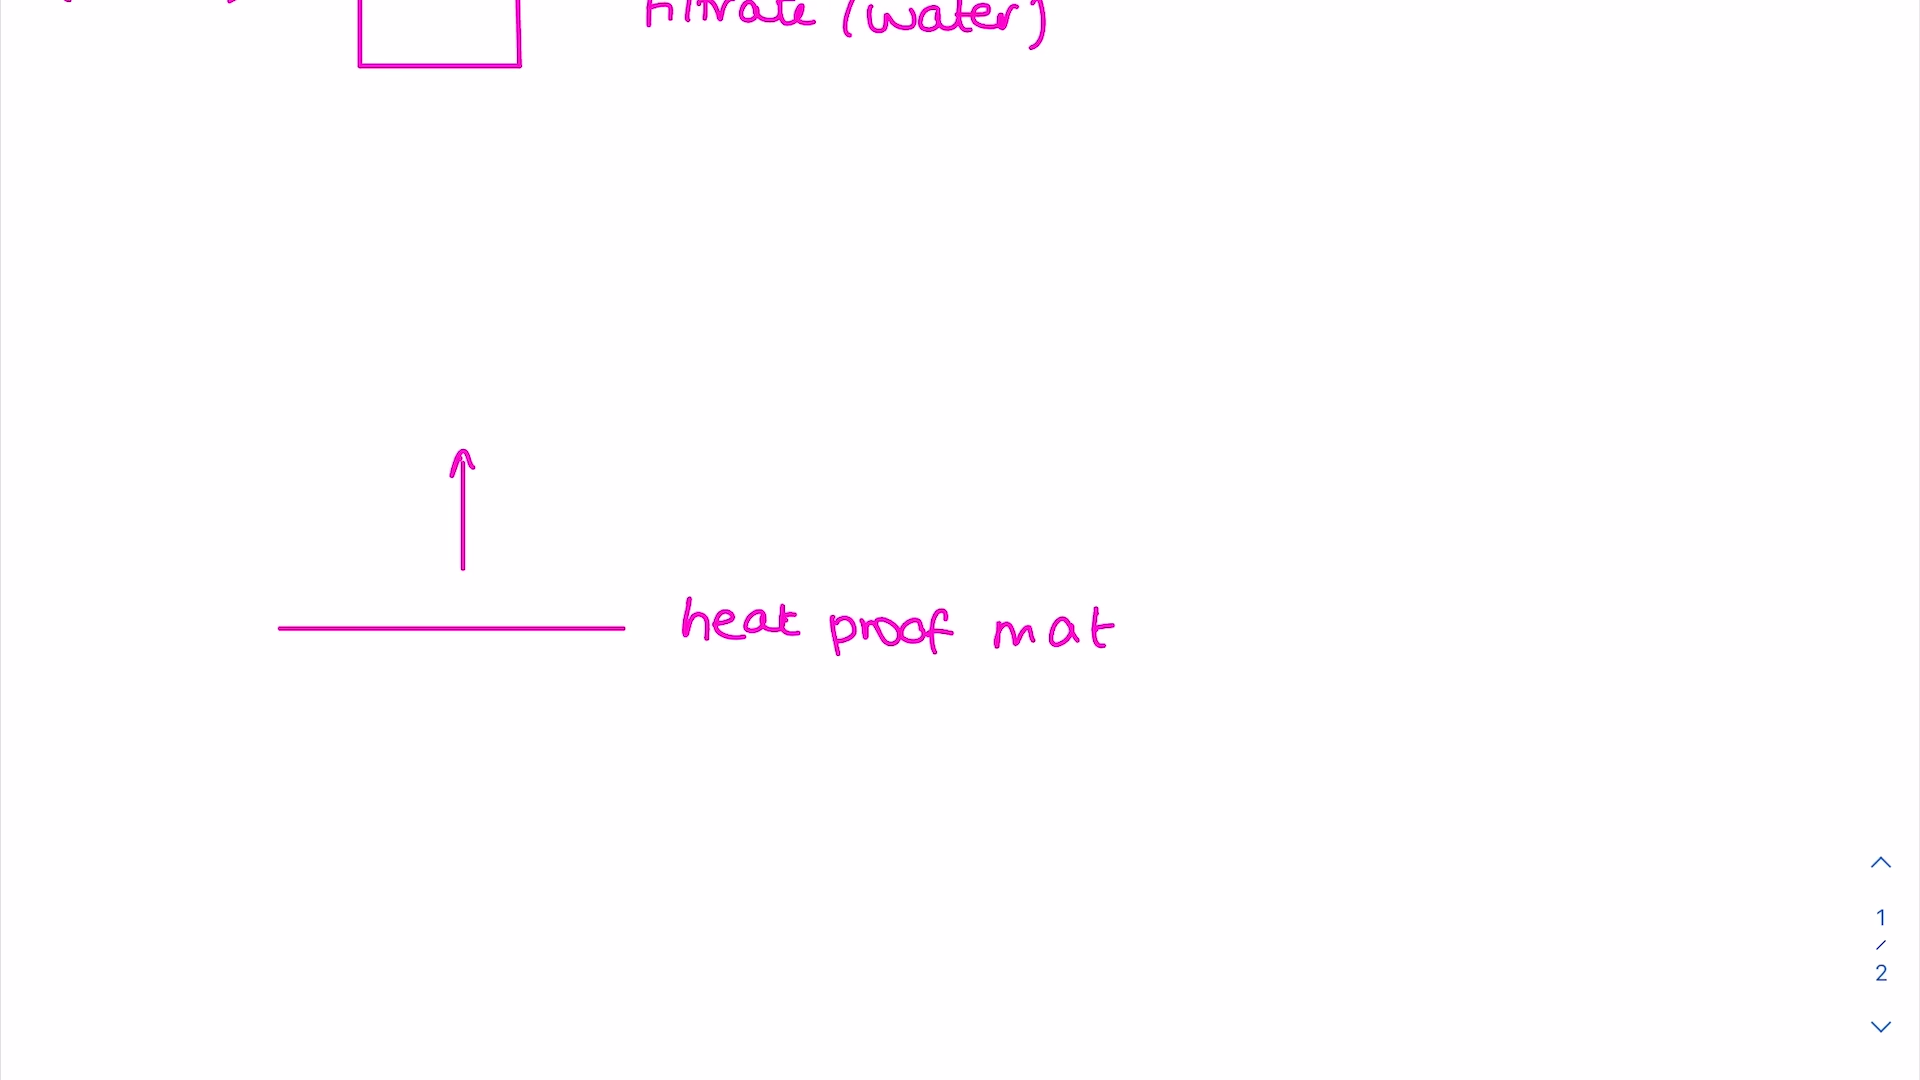 filtrate (water)
heat proof mat
1
/
2